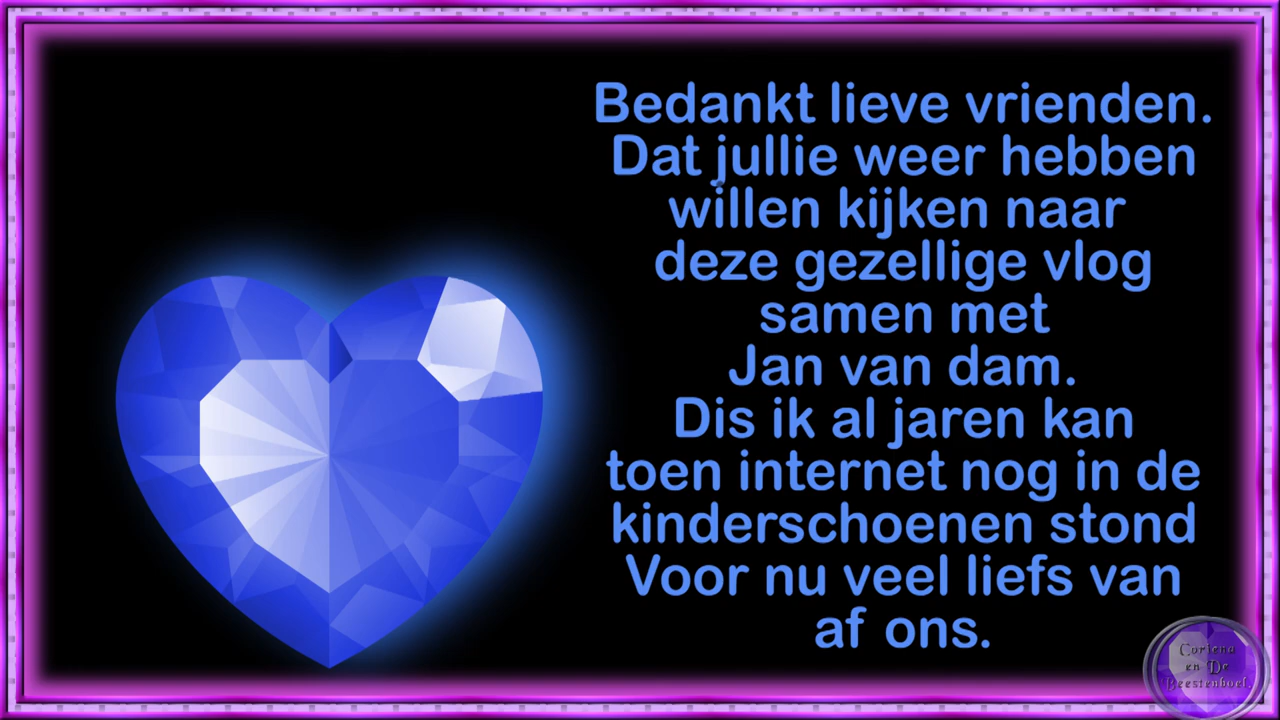 Bedankt lieve vrienden.
Dat jullie weer hebben
willen kijken naar
deze gezellige vlog
samen met
Jan van dam.
Dis ik al jaren kan
toen internet nog in de
kinderschoenen stond
Voor nu veel liefs van
af ons.
Coriena
en De
Beestenboel